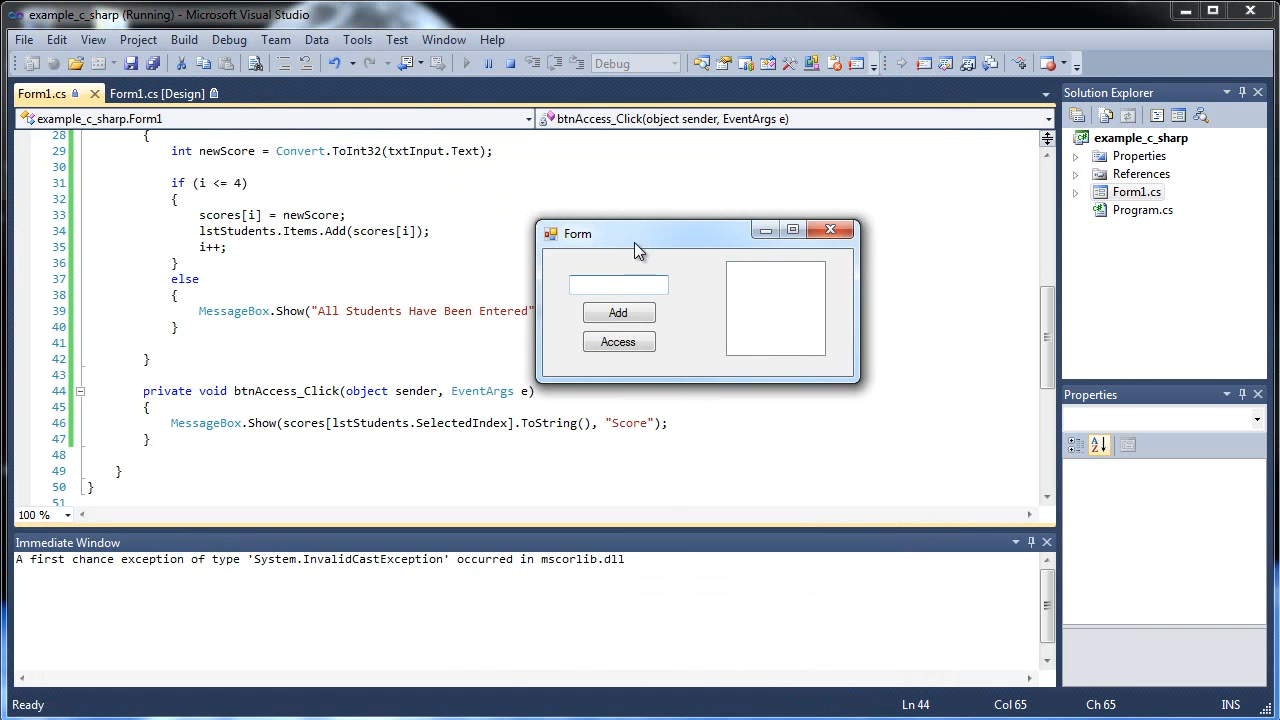 example_c_sharp (Running) - Microsoft Visual Studio
File Edit View Project Build Debug Team Data Tools Test Window Help
Debug
Form1.cs Form1.cs [Design]
Solution Explorer
example_c_sharp.Form1 btnAccess_Click(object sender, EventArgs e)
example_c_sharp
Properties
References
Form1.cs
Program.cs
28 {
29 int newScore = Convert.ToInt32(txtInput.Text);
30
31 if (i <= 4)
32 {
33 scores[i] = newScore;
34 lstStudents.Items.Add(scores[i]);
35 i++;
36 }
37 else
38 {
39 MessageBox.Show("All Students Have Been Entered"
40 }
41
42 }
43
44 private void btnAccess_Click(object sender, EventArgs e)
45 {
46 MessageBox.Show(scores[lstStudents.SelectedIndex].ToString(), "Score");
47 }
48
49 }
50 }
51
100 %
Form
Add
Access
Properties
Immediate Window
A first chance exception of type 'System.InvalidCastException' occurred in mscorlib.dll
Ready Ln 44 Col 65 Ch 65 INS